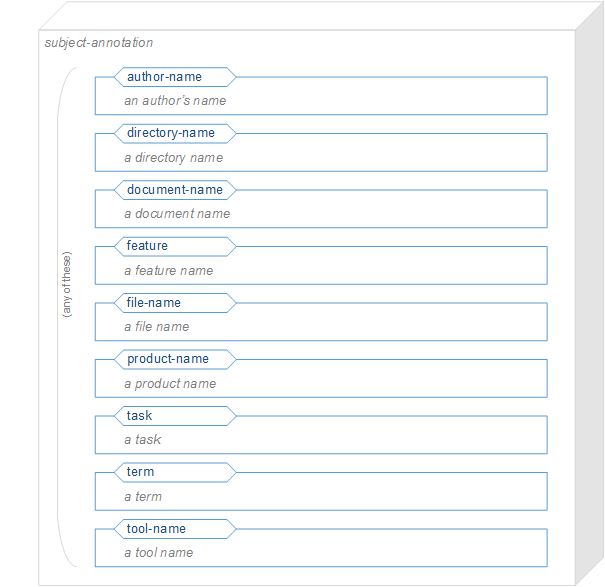 subject-annotation
(any of these)
author-name
an author's name
directory-name
a directory name
document-name
a document name
feature
a feature name
file-name
a file name
product-name
a product name
task
a task
term
a term
tool-name
a tool name